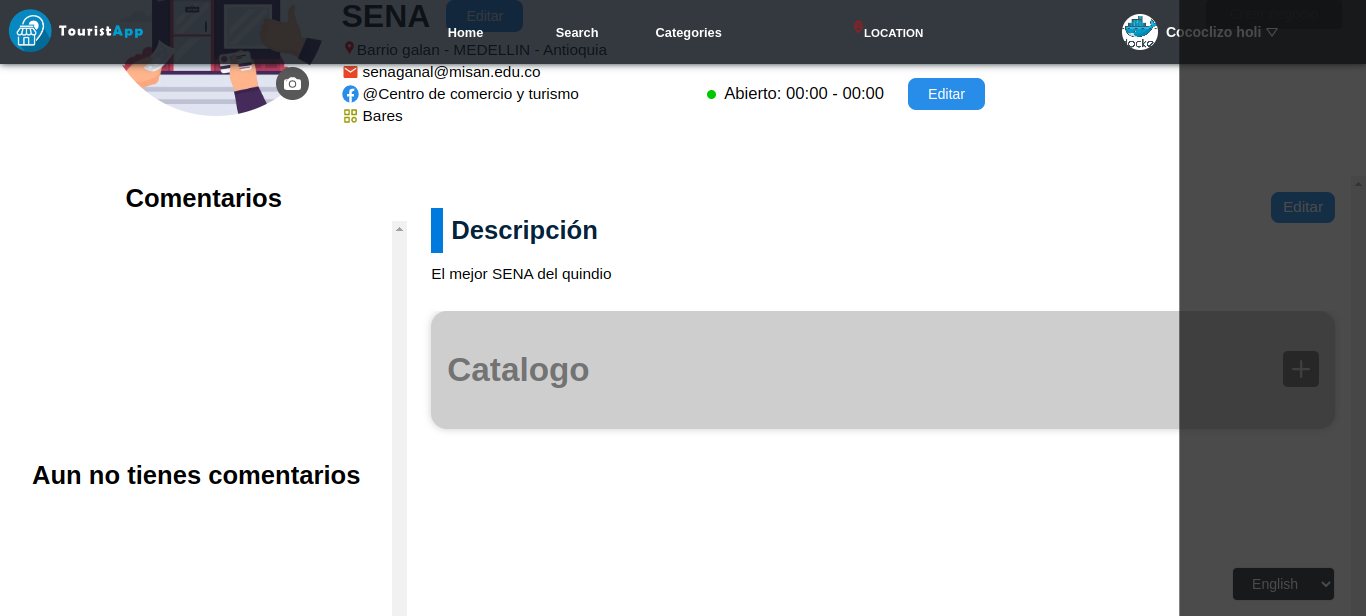 TouristApp
SENA
Editar
Home
Search
Categories
LOCATION
Cococlizo holi
Barrio galan - MEDELLIN - Antioquia
senaganal@misan.edu.co
@Centro de comercio y turismo
Abierto: 00:00 - 00:00
Editar
Bares
Comentarios
Editar
Descripción
El mejor SENA del quindio
Catalogo
Aun no tienes comentarios
English